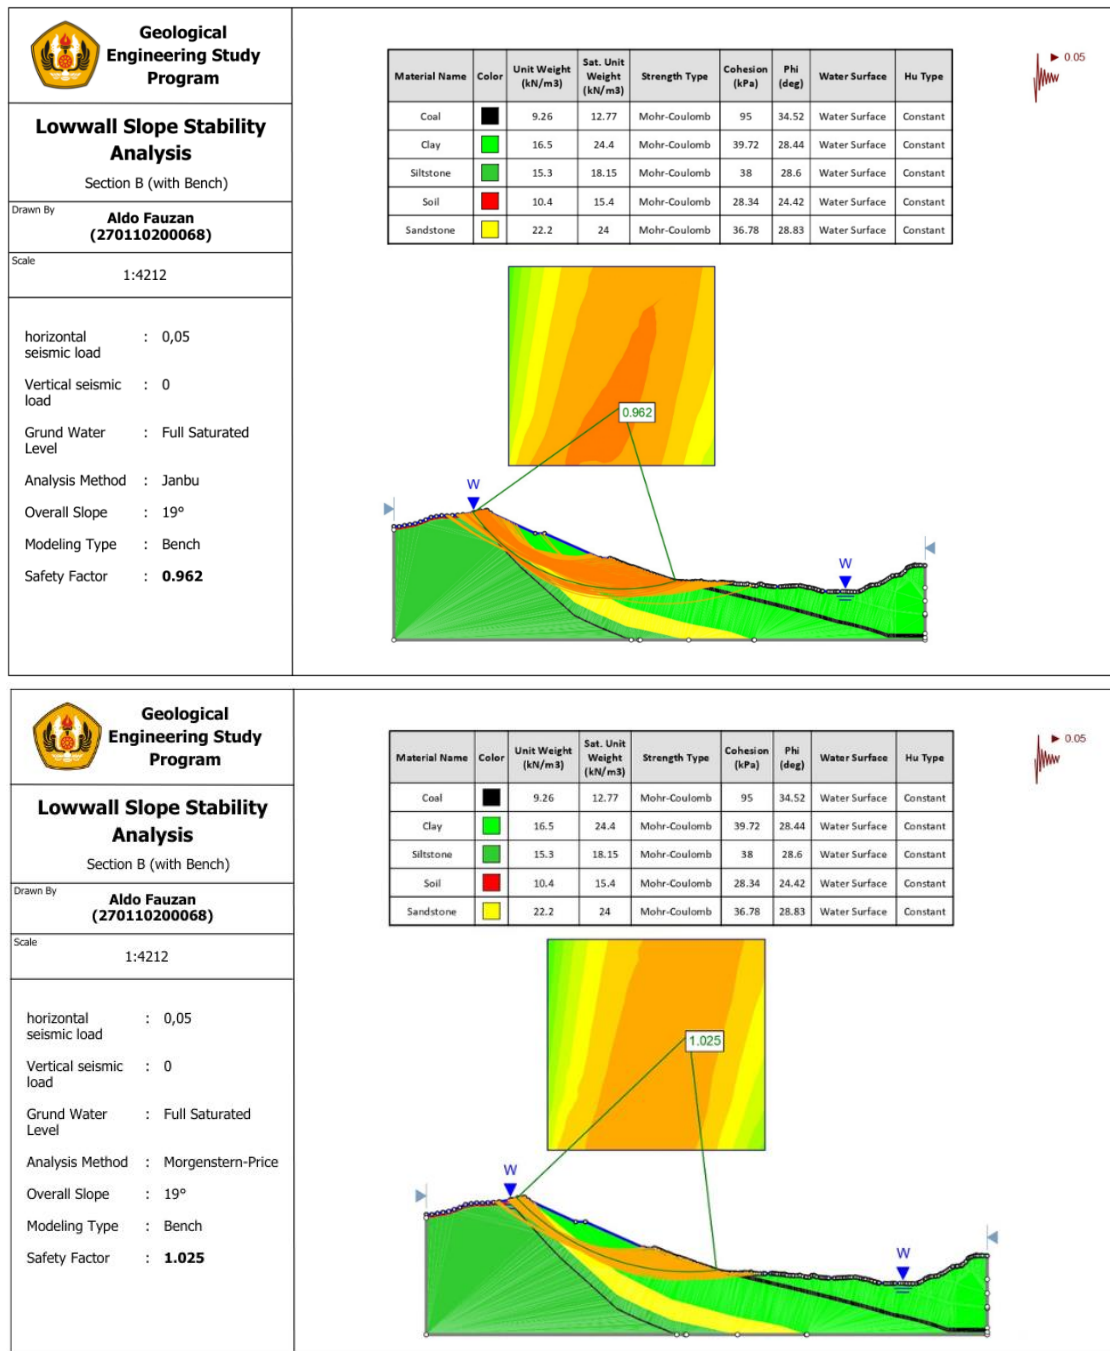 Geological
Engineering Study
Program
Lowwall Slope Stability
Analysis
Section B (with Bench)
Drawn By
Aldo Fauzan
(270110200068)
Scale
1:4212
horizontal seismic load : 0,05
Vertical seismic load : 0
Grund Water Level : Full Saturated
Analysis Method : Janbu
Overall Slope : 19°
Modeling Type : Bench
Safety Factor : 0.962
Material Name Color Unit Weight (kN/m3) Sat. Unit Weight (kN/m3) Strength Type Cohesion (kPa) Phi (deg) Water Surface Hu Type
Coal 9.26 12.77 Mohr-Coulomb 95 34.52 Water Surface Constant
Clay 16.5 24.4 Mohr-Coulomb 39.72 28.44 Water Surface Constant
Siltstone 15.3 18.15 Mohr-Coulomb 38 28.6 Water Surface Constant
Soil 10.4 15.4 Mohr-Coulomb 28.34 24.42 Water Surface Constant
Sandstone 22.2 24 Mohr-Coulomb 36.78 28.83 Water Surface Constant
0.05
0.962
W
W
Geological
Engineering Study
Program
Lowwall Slope Stability
Analysis
Section B (with Bench)
Drawn By
Aldo Fauzan
(270110200068)
Scale
1:4212
horizontal seismic load : 0,05
Vertical seismic load : 0
Grund Water Level : Full Saturated
Analysis Method : Morgenstern-Price
Overall Slope : 19°
Modeling Type : Bench
Safety Factor : 1.025
Material Name Color Unit Weight (kN/m3) Sat. Unit Weight (kN/m3) Strength Type Cohesion (kPa) Phi (deg) Water Surface Hu Type
Coal 9.26 12.77 Mohr-Coulomb 95 34.52 Water Surface Constant
Clay 16.5 24.4 Mohr-Coulomb 39.72 28.44 Water Surface Constant
Siltstone 15.3 18.15 Mohr-Coulomb 38 28.6 Water Surface Constant
Soil 10.4 15.4 Mohr-Coulomb 28.34 24.42 Water Surface Constant
Sandstone 22.2 24 Mohr-Coulomb 36.78 28.83 Water Surface Constant
0.05
1.025
W
W